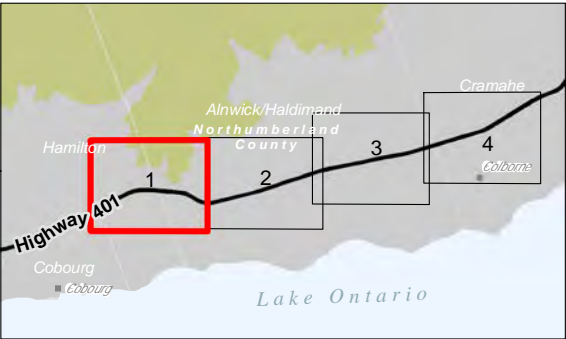 Cramahe
Alnwick/Haldimand
Northumberland
County
Hamilton
1
2
3
4
Colborne
Highway 401
Cobourg
Cobourg
Lake Ontario